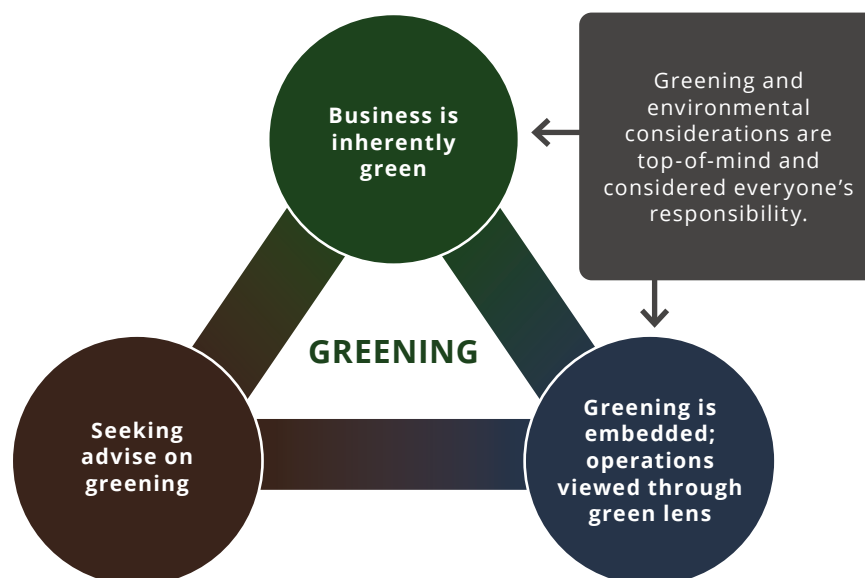 Business is
inherently
green
Greening and
environmental
considerations are
top-of-mind and
considered everyone’s
responsibility.
GREENING
Seeking
advise on
greening
Greening is
embedded;
operations
viewed through
green lens